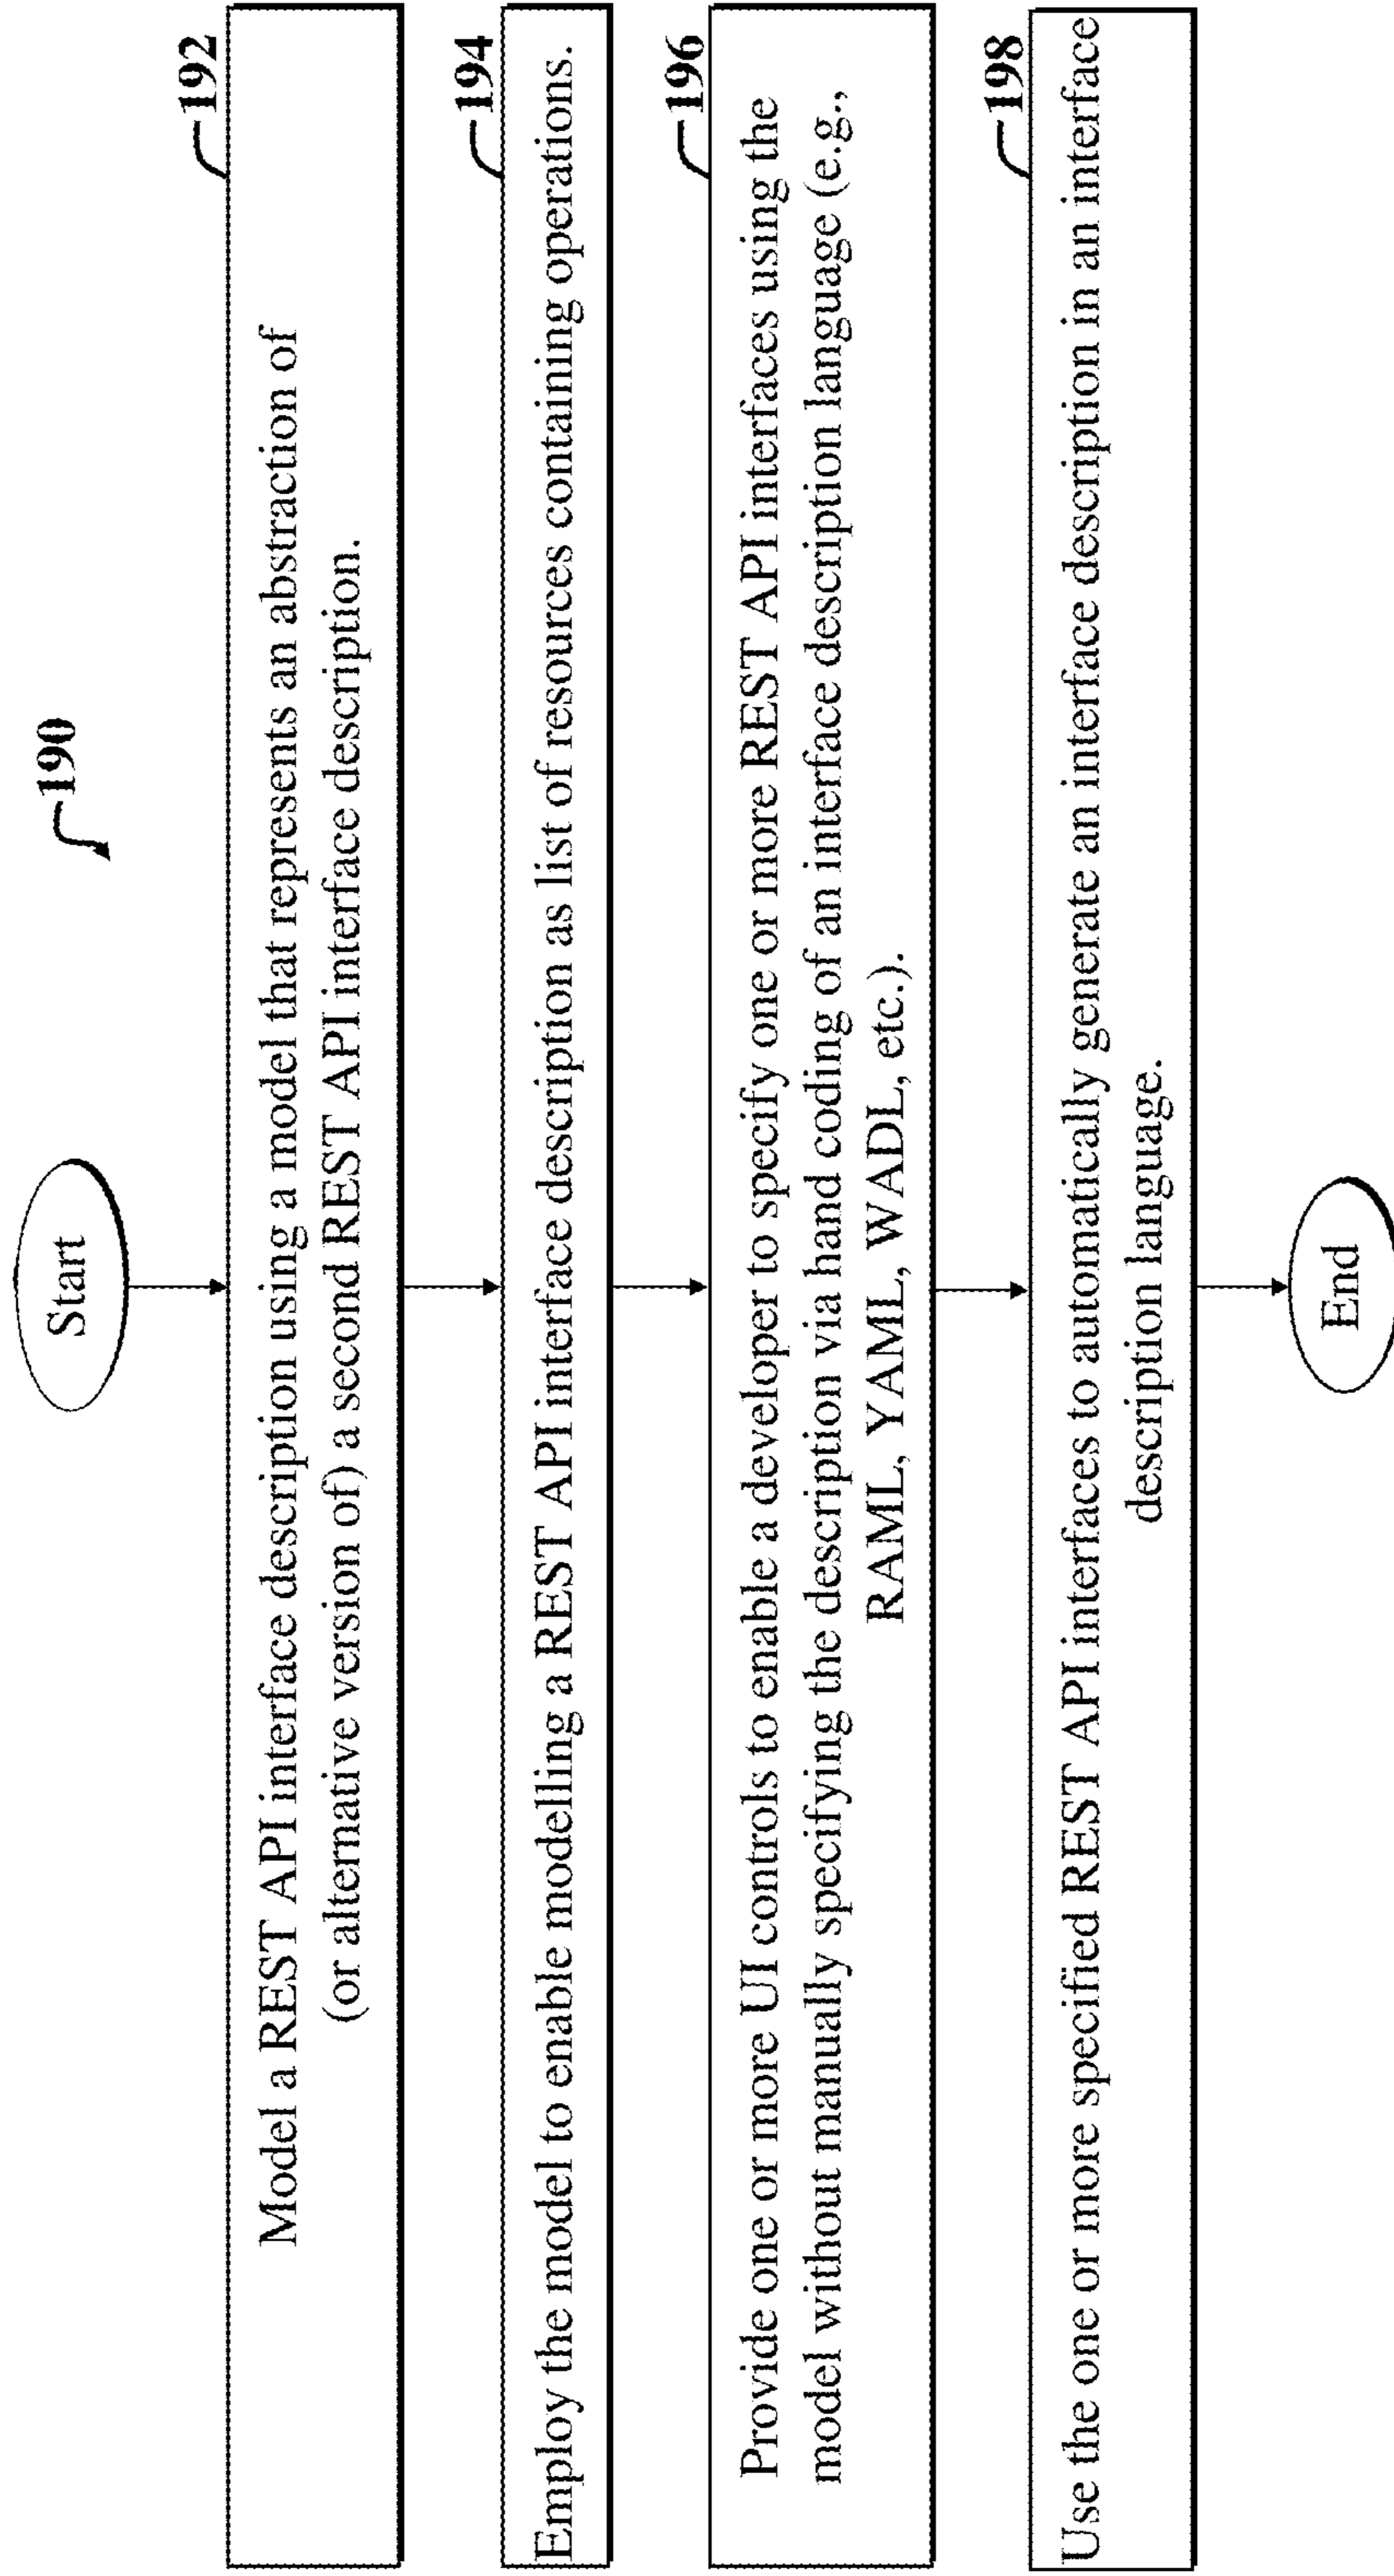 190
Start
192
Model a REST API interface description using a model that represents an abstraction of
(or alternative version of) a second REST API interface description.
194
Employ the model to enable modelling a REST API interface description as list of resources containing operations.
196
Provide one or more UI controls to enable a developer to specify one or more REST API interfaces using the
model without manually specifying the description via hand coding of an interface description language (e.g.,
RAML, YAML, WADL, etc.).
198
Use the one or more specified REST API interfaces to automatically generate an interface description in an interface
description language.
End